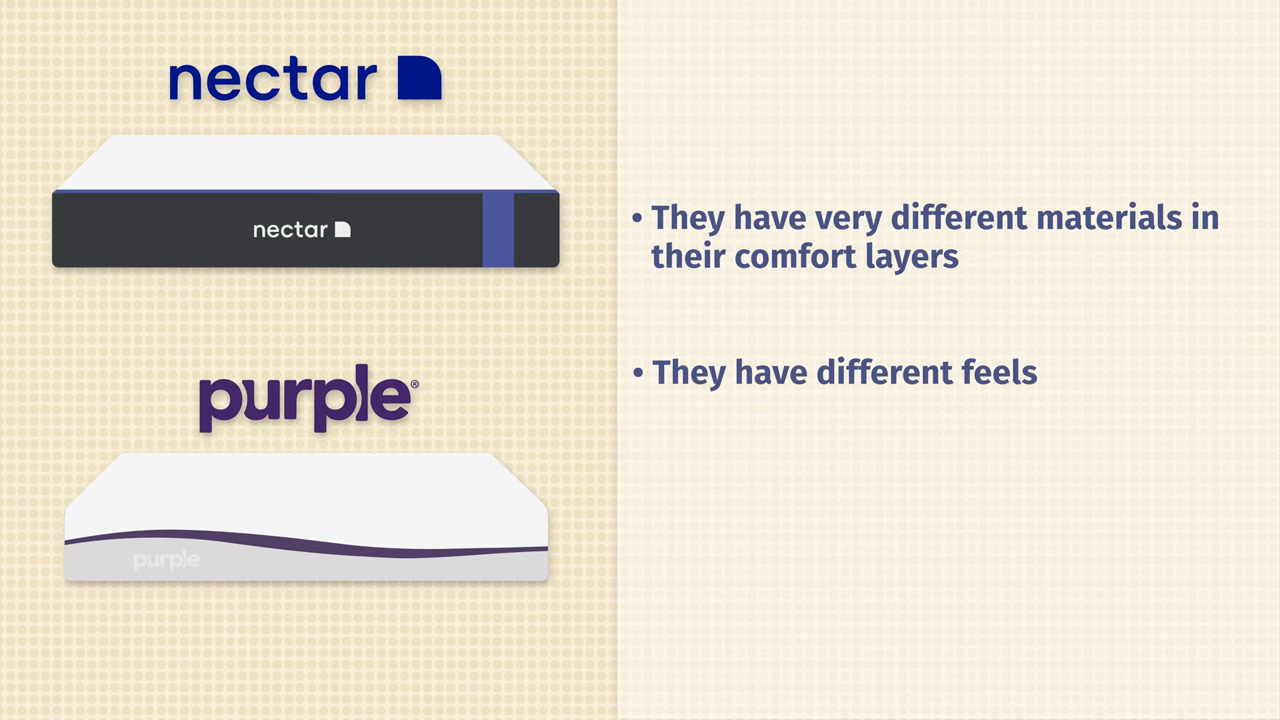 nectar
nectar
• They have very different materials in
their comfort layers
• They have different feels
purple®
purple